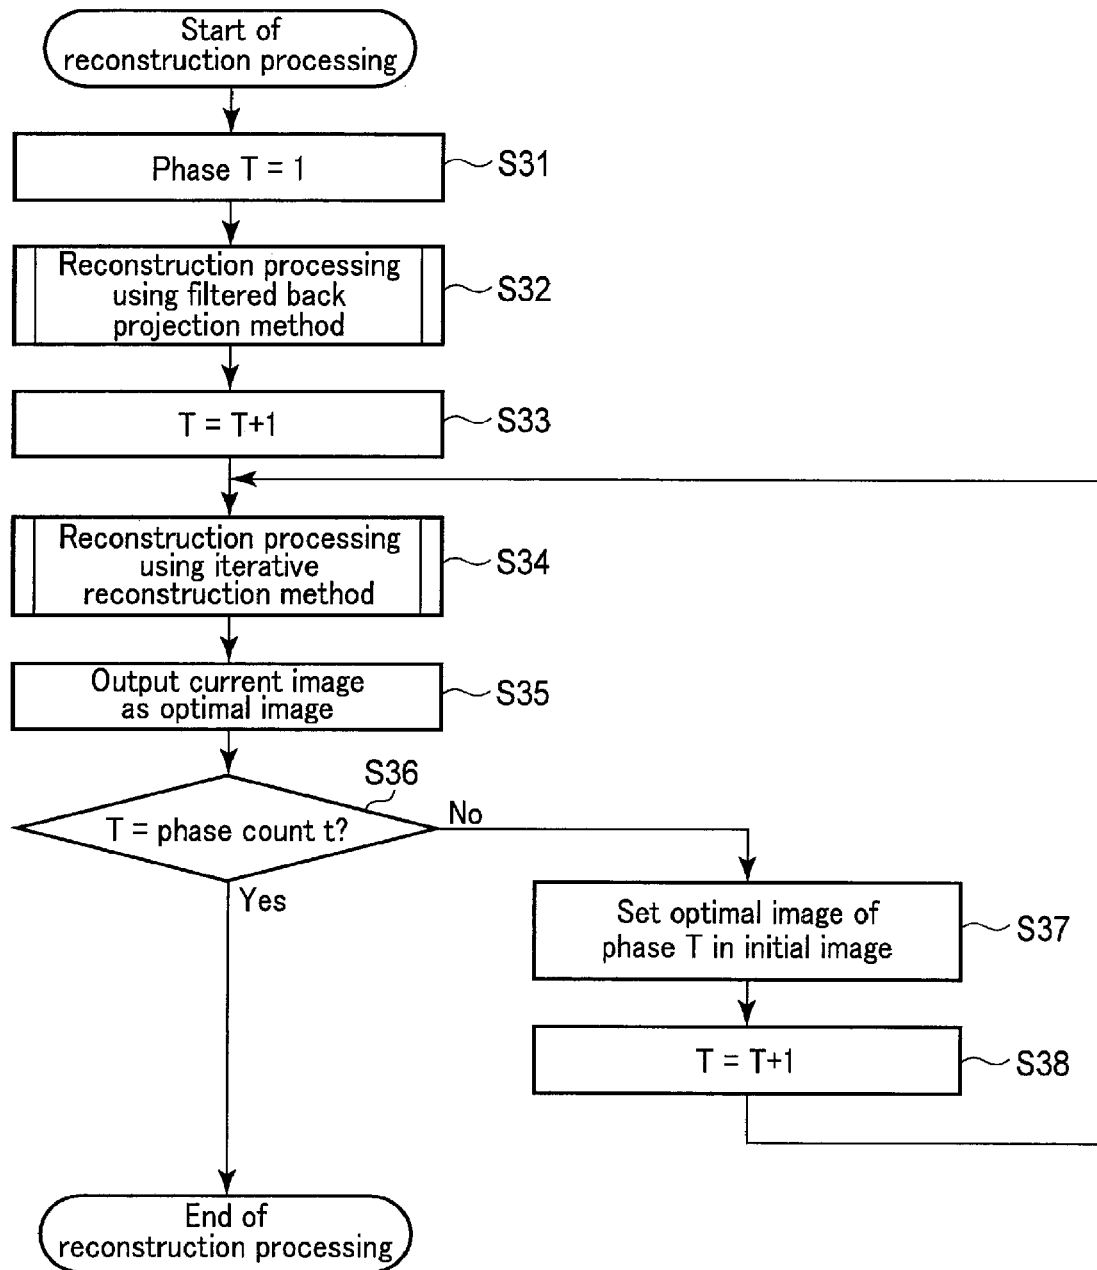 Start of
reconstruction processing
Phase T = 1
S31
Reconstruction processing
using filtered back
projection method
S32
T = T+1
S33
Reconstruction processing
using iterative
reconstruction method
S34
Output current image
as optimal image
S35
S36
T = phase count t?
No
Yes
Set optimal image of
phase T in initial image
S37
T = T+1
S38
End of
reconstruction processing